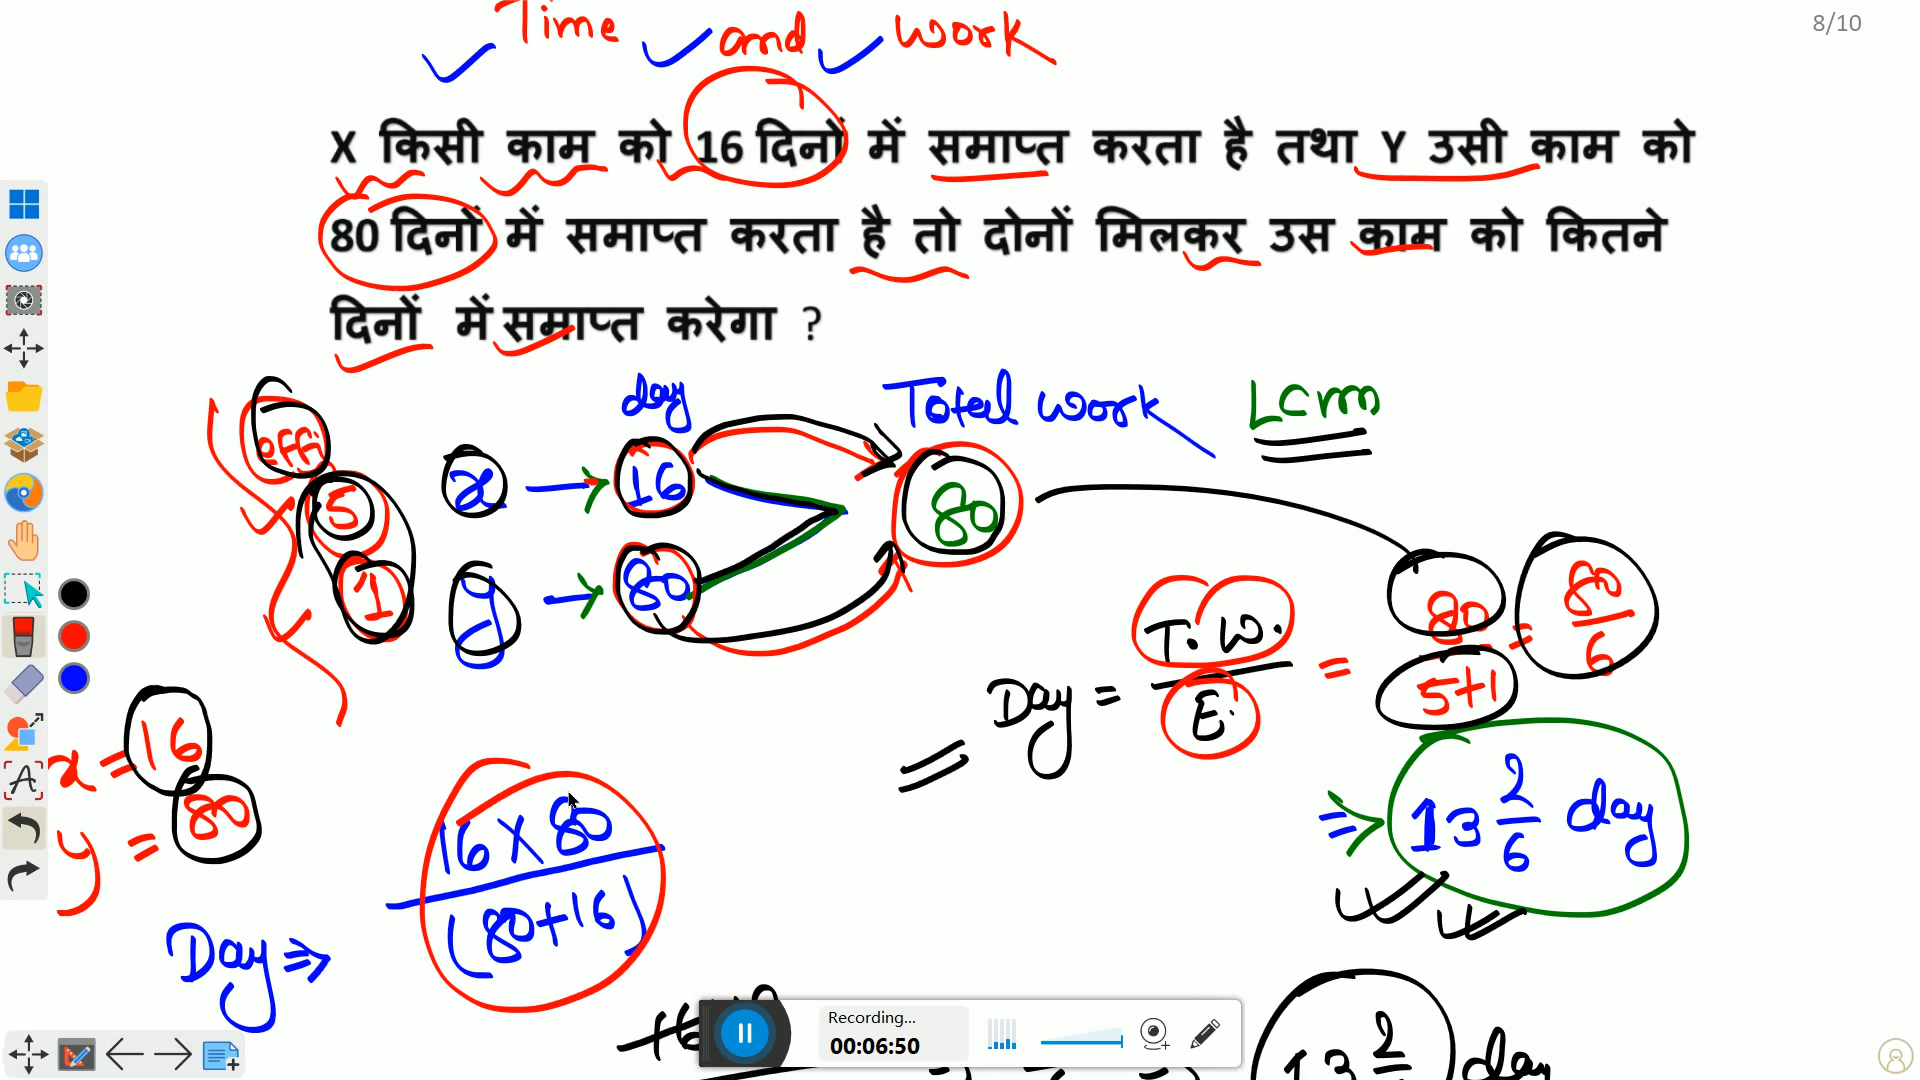 8/10
Time and work
X किसी काम को 16 दिनों में समाप्त करता है तथा Y उसी काम को
80 दिनों में समाप्त करता है तो दोनों मिलकर उस काम को कितने
दिनों में समाप्त करेगा ?
effi day Total work Lcm
5 x → 16 80
1 y → 80
Day = T.W. / E. = 80 / 5+1 = 80 / 6
x = 16
y = 80
13 2/6 day
16 X 80 / (80+16)
Day ⇒
13 2 day
Recording...
00:06:50